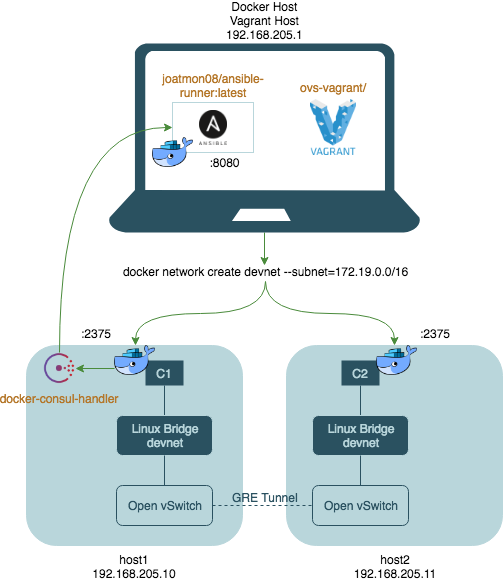 Docker Host
Vagrant Host
192.168.205.1
joatmon08/ansible-
runner:latest
ovs-vagrant/
A
ANSIBLE
VAGRANT
:8080
docker network create devnet --subnet=172.19.0.0/16
:2375
:2375
C1
C2
docker-consul-handler
Linux Bridge
devnet
Linux Bridge
devnet
GRE Tunnel
Open vSwitch
Open vSwitch
host1
192.168.205.10
host2
192.168.205.11